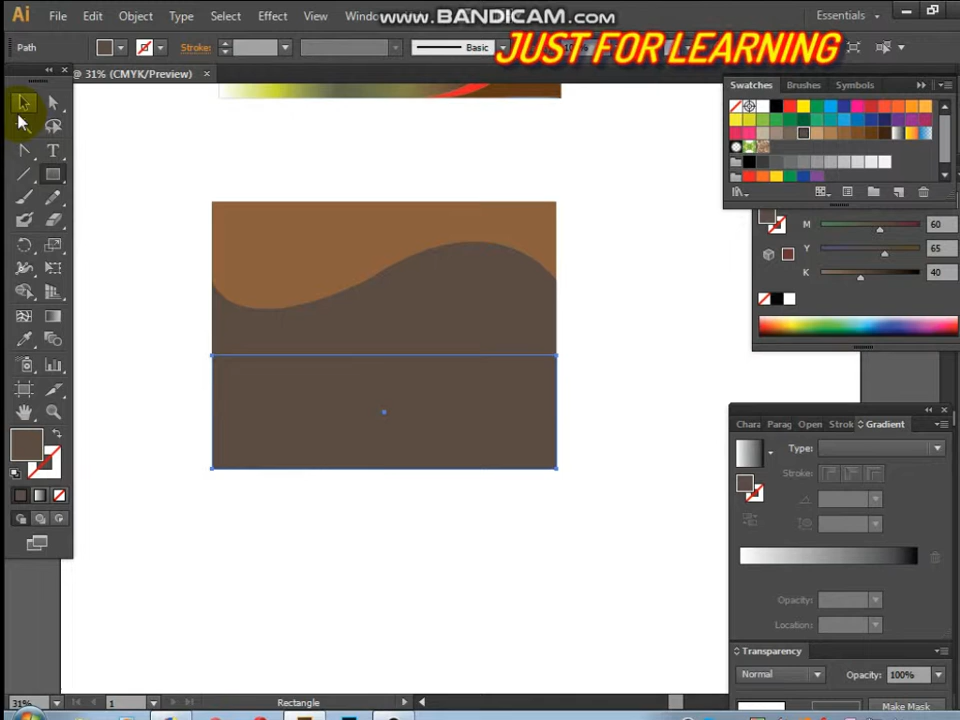 Ai File Edit Object Type Select Effect View Windo www.BANDICAM.com Essentials
Path Stroke: Basic JUST FOR LEARNING
@ 31% (CMYK/Preview) ×
Swatches Brushes Symbols
M 60
Y 65
K 40
Chara Parag Open Strok Gradient
Type:
Stroke:
Opacity:
Location:
Transparency
Normal Opacity: 100%
Make Mask
31% 1 Rectangle